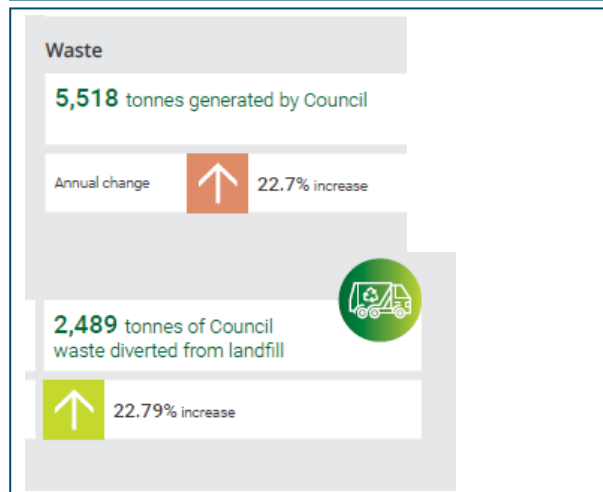 Waste
5,518 tonnes generated by Council
Annual change
22.7% increase
2,489 tonnes of Council
waste diverted from landfill
22.79% increase